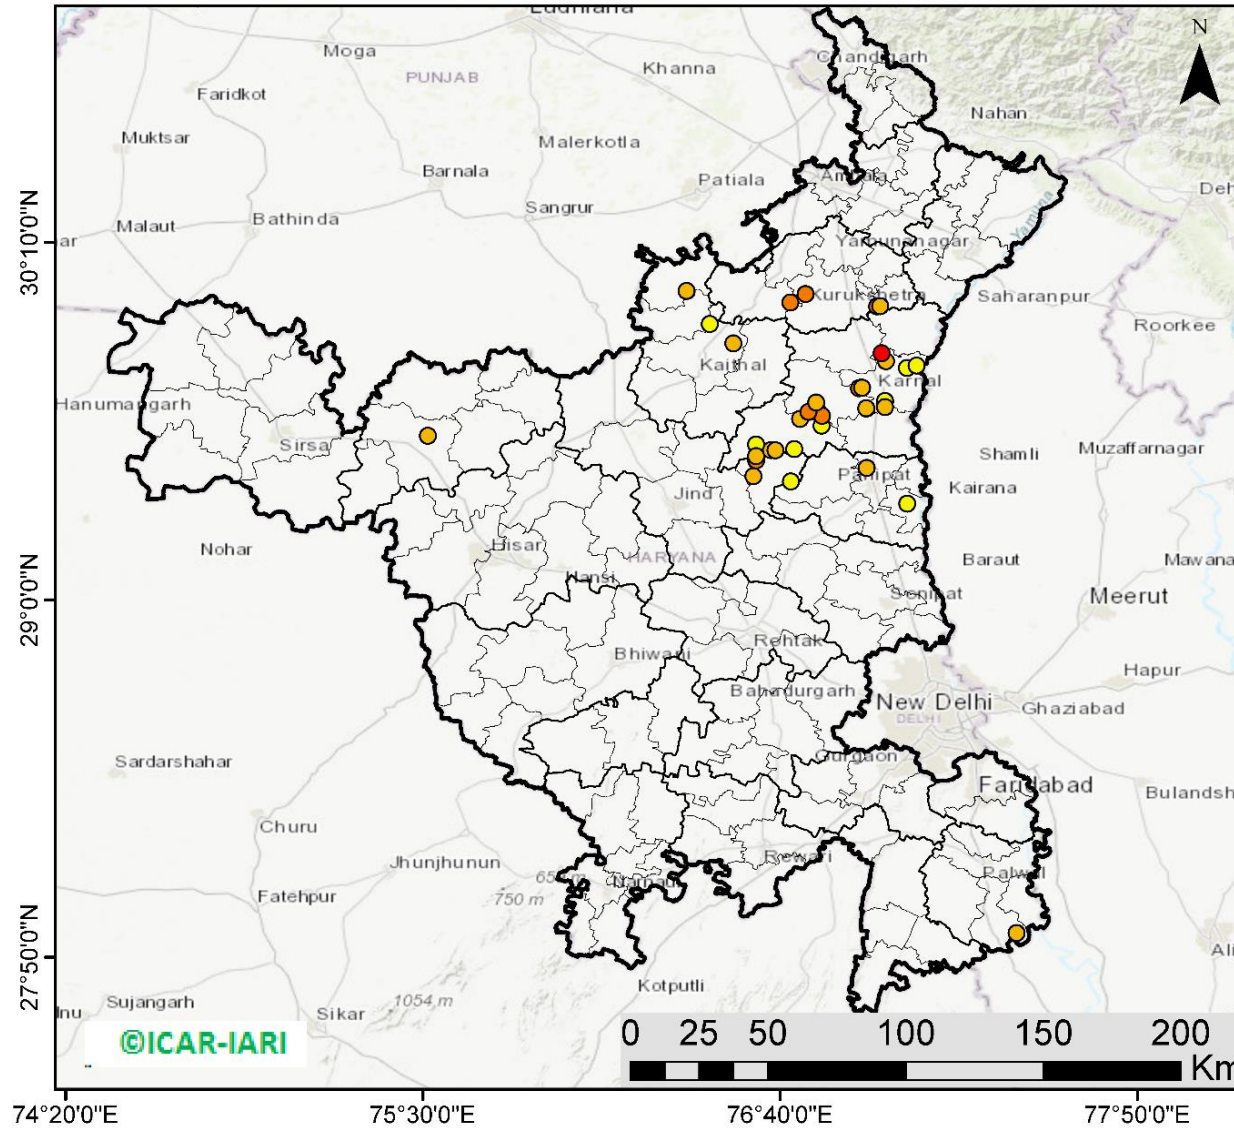 Ludhiana
N
Moga
Chandigarh
Khanna
PUNJAB
Faridkot
Nahan
Muktsar
Malerkotla
Barnala
Patiala
Ambala
Deh
Sangrur
Yamuna
Malaut
Bathinda
Yamunanagar
Kurukshetra
Saharanpur
Roorkee
Kaithal
Karnal
Hanumangarh
Sirsa
Shamli
Muzaffarnagar
Panipat
Kairana
Jind
Nohar
Hisar
HARYANA
Baraut
Mawana
Hansi
Sonipat
Meerut
Rohtak
Bhiwani
Hapur
Bahadurgarh
New Delhi
DELHI
Ghaziabad
Gurgaon
Sardarshahar
Faridabad
Bulandsh
Churu
Jhunjhunun
Rewari
Palwal
Narnaul
Fatehpur
750 m
Ali
Kotputli
Sujangarh
1054 m
Sikar
©ICAR-IARI
0 25 50 100 150 200
Km
30°10'0"N
29°0'0"N
27°50'0"N
74°20'0"E 75°30'0"E 76°40'0"E 77°50'0"E